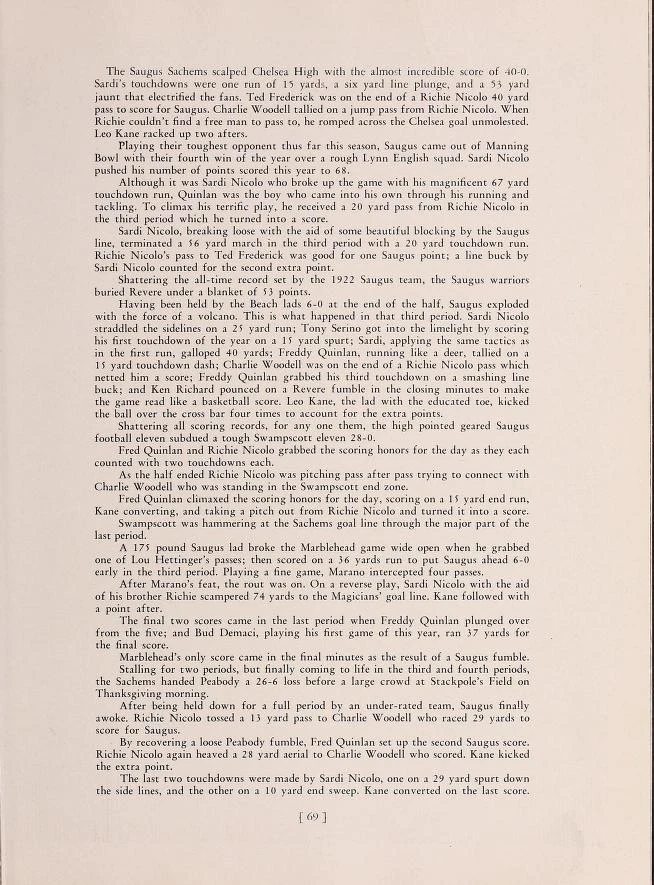 The Saugus Sachems scalped Chelsea High with the almost incredible score of 40-0.
Sardi's touchdowns were one run of 15 yards, a six yard line plunge, and a 53 yard
jaunt that electrified the fans. Ted Frederick was on the end of a Richie Nicolo 40 yard
pass to score for Saugus. Charlie Woodell tallied on a jump pass from Richie Nicolo. When
Richie couldn't find a free man to pass to, he romped across the Chelsea goal unmolested.
Leo Kane racked up two afters.
Playing their toughest opponent thus far this season, Saugus came out of Manning
Bowl with their fourth win of the year over a rough Lynn English squad. Sardi Nicolo
pushed his number of points scored this year to 68.
Although it was Sardi Nicolo who broke up the game with his magnificent 67 yard
touchdown run, Quinlan was the boy who came into his own through his running and
tackling. To climax his terrific play, he received a 20 yard pass from Richie Nicolo in
the third period which he turned into a score.
Sardi Nicolo, breaking loose with the aid of some beautiful blocking by the Saugus
line, terminated a 56 yard march in the third period with a 20 yard touchdown run.
Richie Nicolo's pass to Ted Frederick was good for one Saugus point; a line buck by
Sardi Nicolo counted for the second extra point.
Shattering the all-time record set by the 1922 Saugus team, the Saugus warriors
buried Revere under a blanket of 53 points.
Having been held by the Beach lads 6-0 at the end of the half, Saugus exploded
with the force of a volcano. This is what happened in that third period. Sardi Nicolo
straddled the sidelines on a 25 yard run; Tony Serino got into the limelight by scoring
his first touchdown of the year on a 15 yard spurt; Sardi, applying the same tactics as
in the first run, galloped 40 yards; Freddy Quinlan, running like a deer, tallied on a
15 yard touchdown dash; Charlie Woodell was on the end of a Richie Nicolo pass which
netted him a score; Freddy Quinlan grabbed his third touchdown on a smashing line
buck; and Ken Richard pounced on a Revere fumble in the closing minutes to make
the game read like a basketball score. Leo Kane, the lad with the educated toe, kicked
the ball over the cross bar four times to account for the extra points.
Shattering all scoring records, for any one them, the high pointed geared Saugus
football eleven subdued a tough Swampscott eleven 28-0.
Fred Quinlan and Richie Nicolo grabbed the scoring honors for the day as they each
counted with two touchdowns each.
As the half ended Richie Nicolo was pitching pass after pass trying to connect with
Charlie Woodell who was standing in the Swampscott end zone.
Fred Quinlan climaxed the scoring honors for the day, scoring on a 15 yard end run,
Kane converting, and taking a pitch out from Richie Nicolo and turned it into a score.
Swampscott was hammering at the Sachems goal line through the major part of the
last period.
A 175 pound Saugus lad broke the Marblehead game wide open when he grabbed
one of Lou Hettinger's passes; then scored on a 36 yards run to put Saugus ahead 6-0
early in the third period. Playing a fine game, Marano intercepted four passes.
After Marano's feat, the rout was on. On a reverse play, Sardi Nicolo with the aid
of his brother Richie scampered 74 yards to the Magicians' goal line. Kane followed with
a point after.
The final two scores came in the last period when Freddy Quinlan plunged over
from the five; and Bud Demaci, playing his first game of this year, ran 37 yards for
the final score.
Marblehead's only score came in the final minutes as the result of a Saugus fumble.
Stalling for two periods, but finally coming to life in the third and fourth periods,
the Sachems handed Peabody a 26-6 loss before a large crowd at Stackpole's Field on
Thanksgiving morning.
After being held down for a full period by an under-rated team, Saugus finally
awoke. Richie Nicolo tossed a 13 yard pass to Charlie Woodell who raced 29 yards to
score for Saugus.
By recovering a loose Peabody fumble, Fred Quinlan set up the second Saugus score.
Richie Nicolo again heaved a 28 yard aerial to Charlie Woodell who scored. Kane kicked
the extra point.
The last two touchdowns were made by Sardi Nicolo, one on a 29 yard spurt down
the side lines, and the other on a 10 yard end sweep. Kane converted on the last score.
[ 69 ]